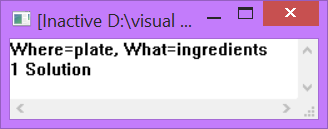 [Inactive D:\visual ...
Where=plate, What=ingredients
1 Solution